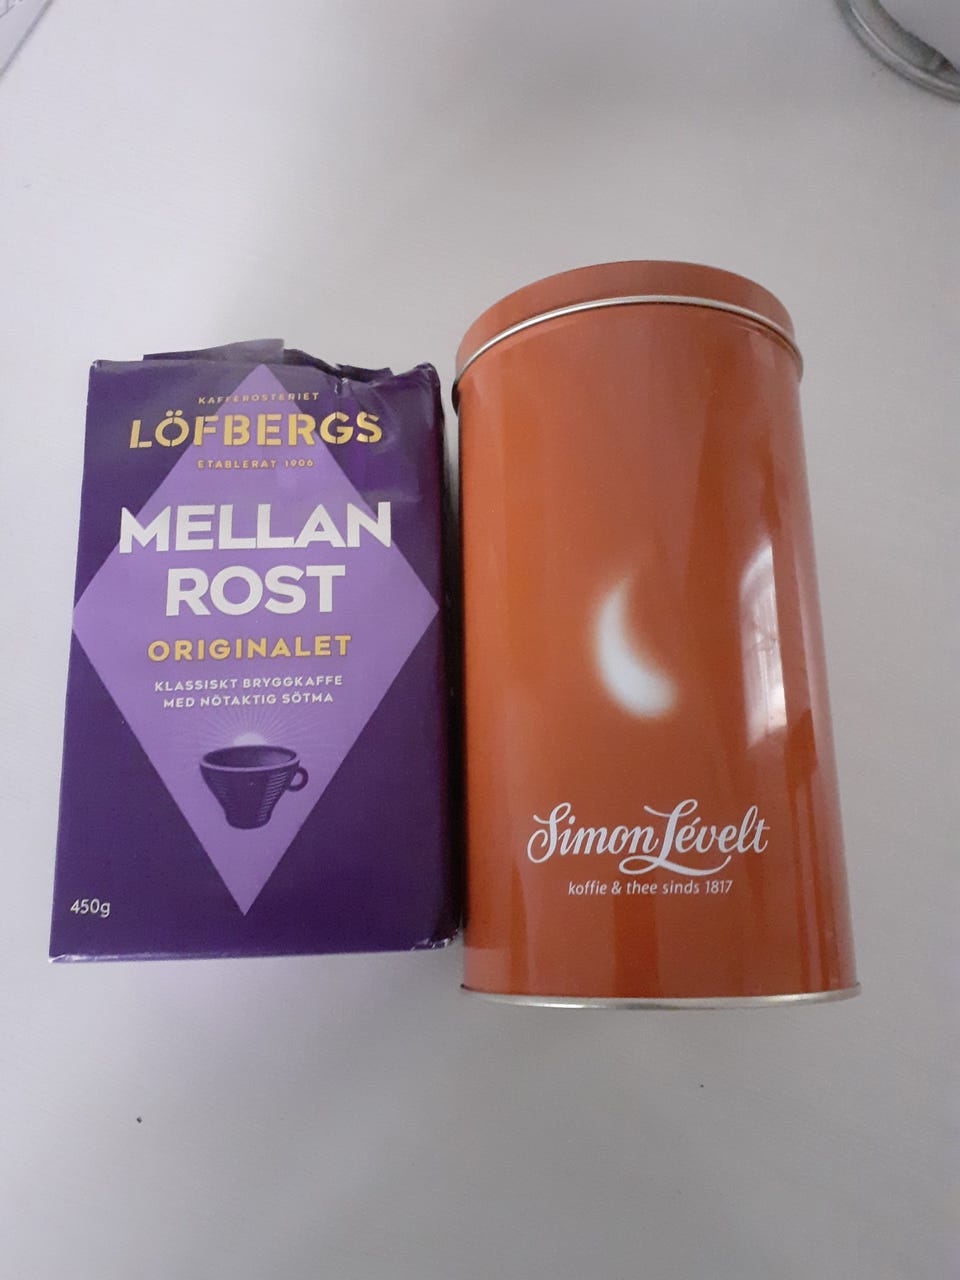 KAFFEROSTERIET
LÖFBERGS
ETABLERAT 1906
MELLAN
ROST
ORIGINALET
KLASSISKT BRYGGKAFFE
MED NÖTAKTIG SÖTMA
450g
Simon Lévelt
koffie & thee sinds 1817